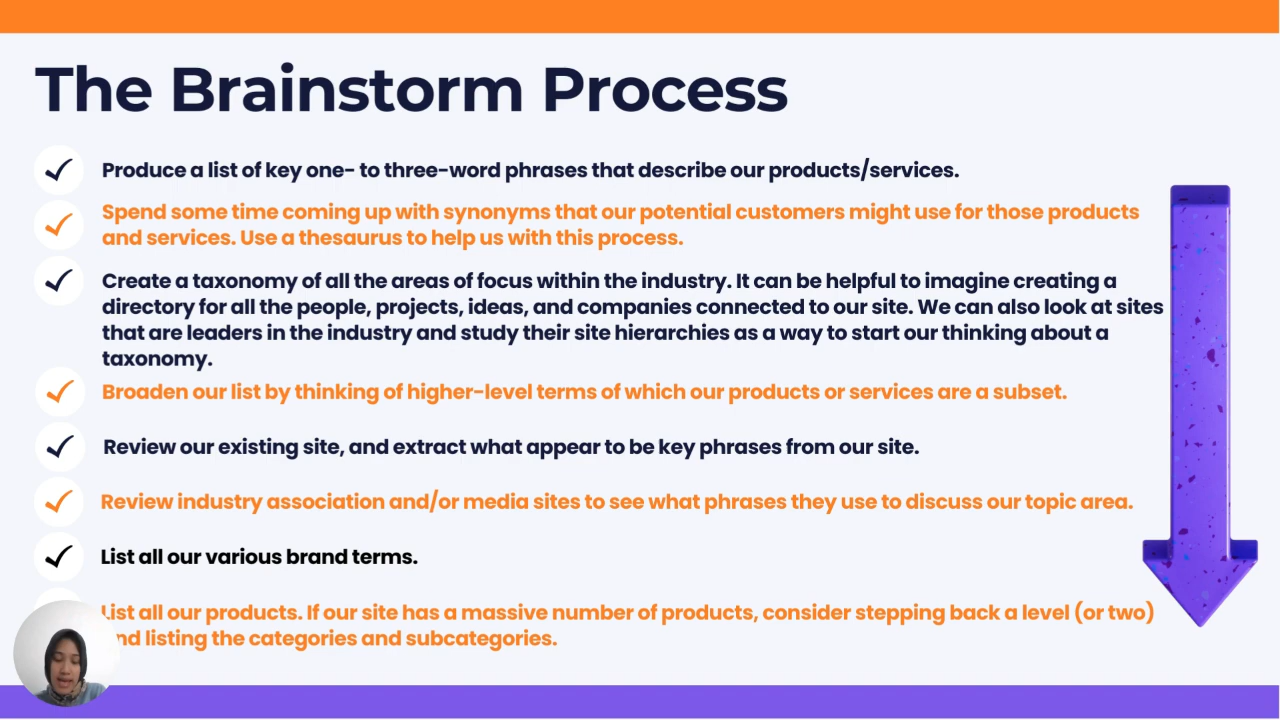 The Brainstorm Process
Produce a list of key one- to three-word phrases that describe our products/services.
Spend some time coming up with synonyms that our potential customers might use for those products
and services. Use a thesaurus to help us with this process.
Create a taxonomy of all the areas of focus within the industry. It can be helpful to imagine creating a
directory for all the people, projects, ideas, and companies connected to our site. We can also look at sites
that are leaders in the industry and study their site hierarchies as a way to start our thinking about a
taxonomy.
Broaden our list by thinking of higher-level terms of which our products or services are a subset.
Review our existing site, and extract what appear to be key phrases from our site.
Review industry association and/or media sites to see what phrases they use to discuss our topic area.
List all our various brand terms.
List all our products. If our site has a massive number of products, consider stepping back a level (or two)
and listing the categories and subcategories.